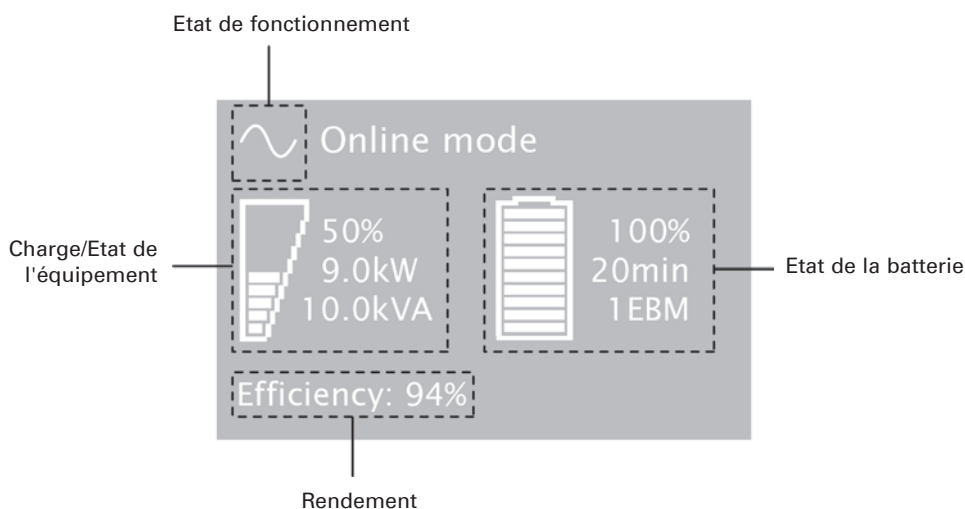 Etat de fonctionnement
Online mode
Charge/Etat de
l'équipement
50%
9.0kW
10.0kVA
100%
20min
1EBM
Etat de la batterie
Efficiency: 94%
Rendement